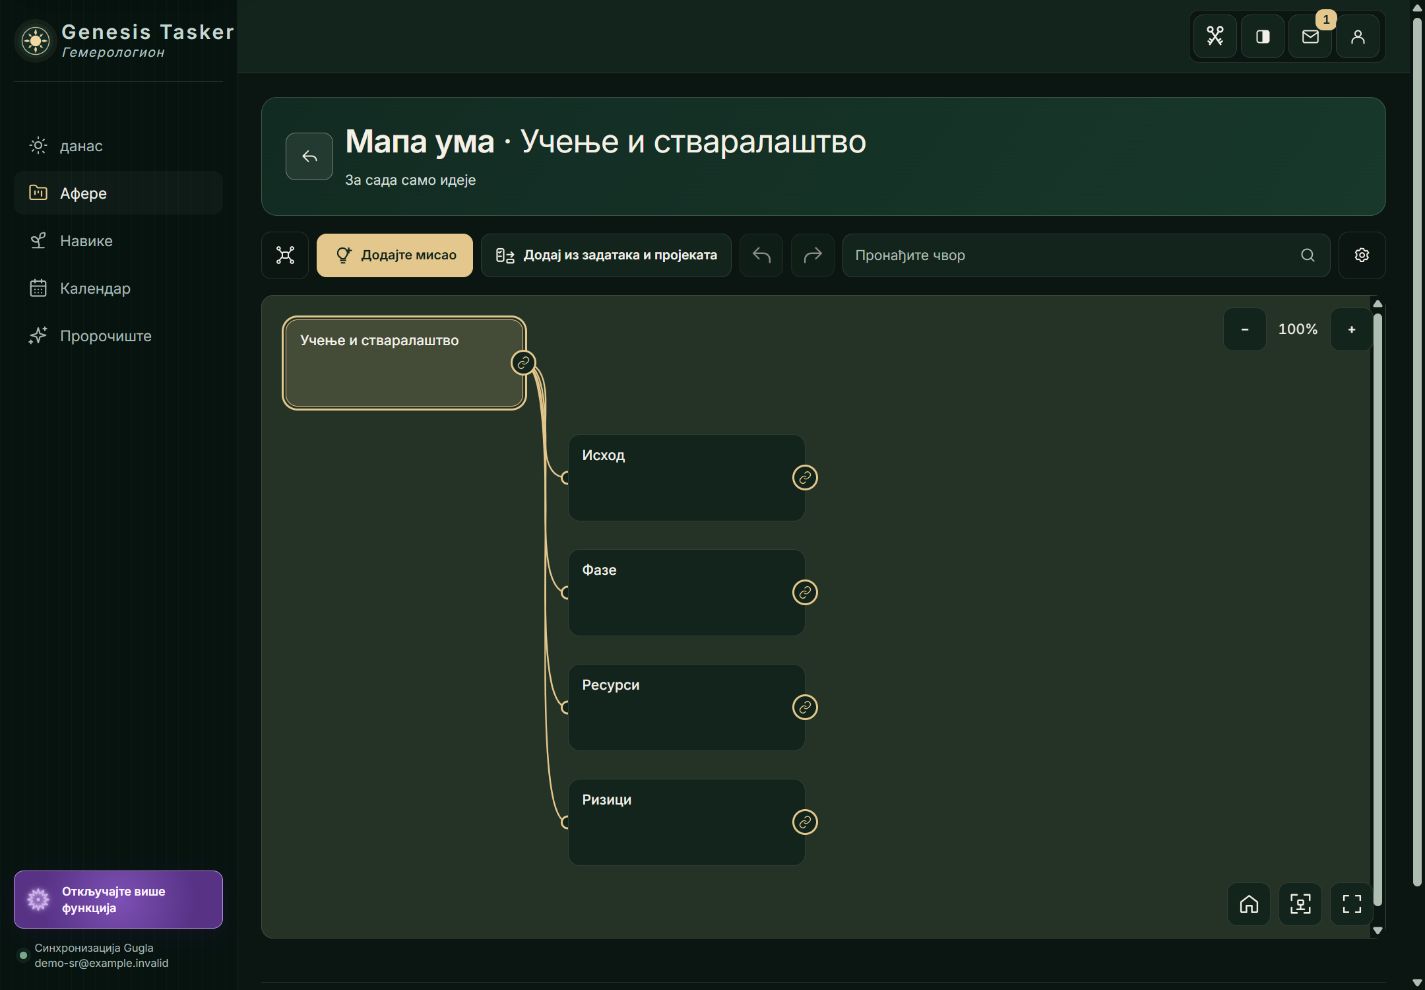 Genesis Tasker
Гемерологион
1
данас
Афере
Навике
Календар
Пророчиште
Мапа ума · Учење и стваралаштво
За сада само идеје
Додајте мисао
Додај из задатака и пројеката
Пронађите чвор
- 100% +
Учење и стваралаштво
Исход
Фазе
Ресурси
Ризици
Откључајте више
функција
Синхронизација Gugla
demo-sr@example.invalid